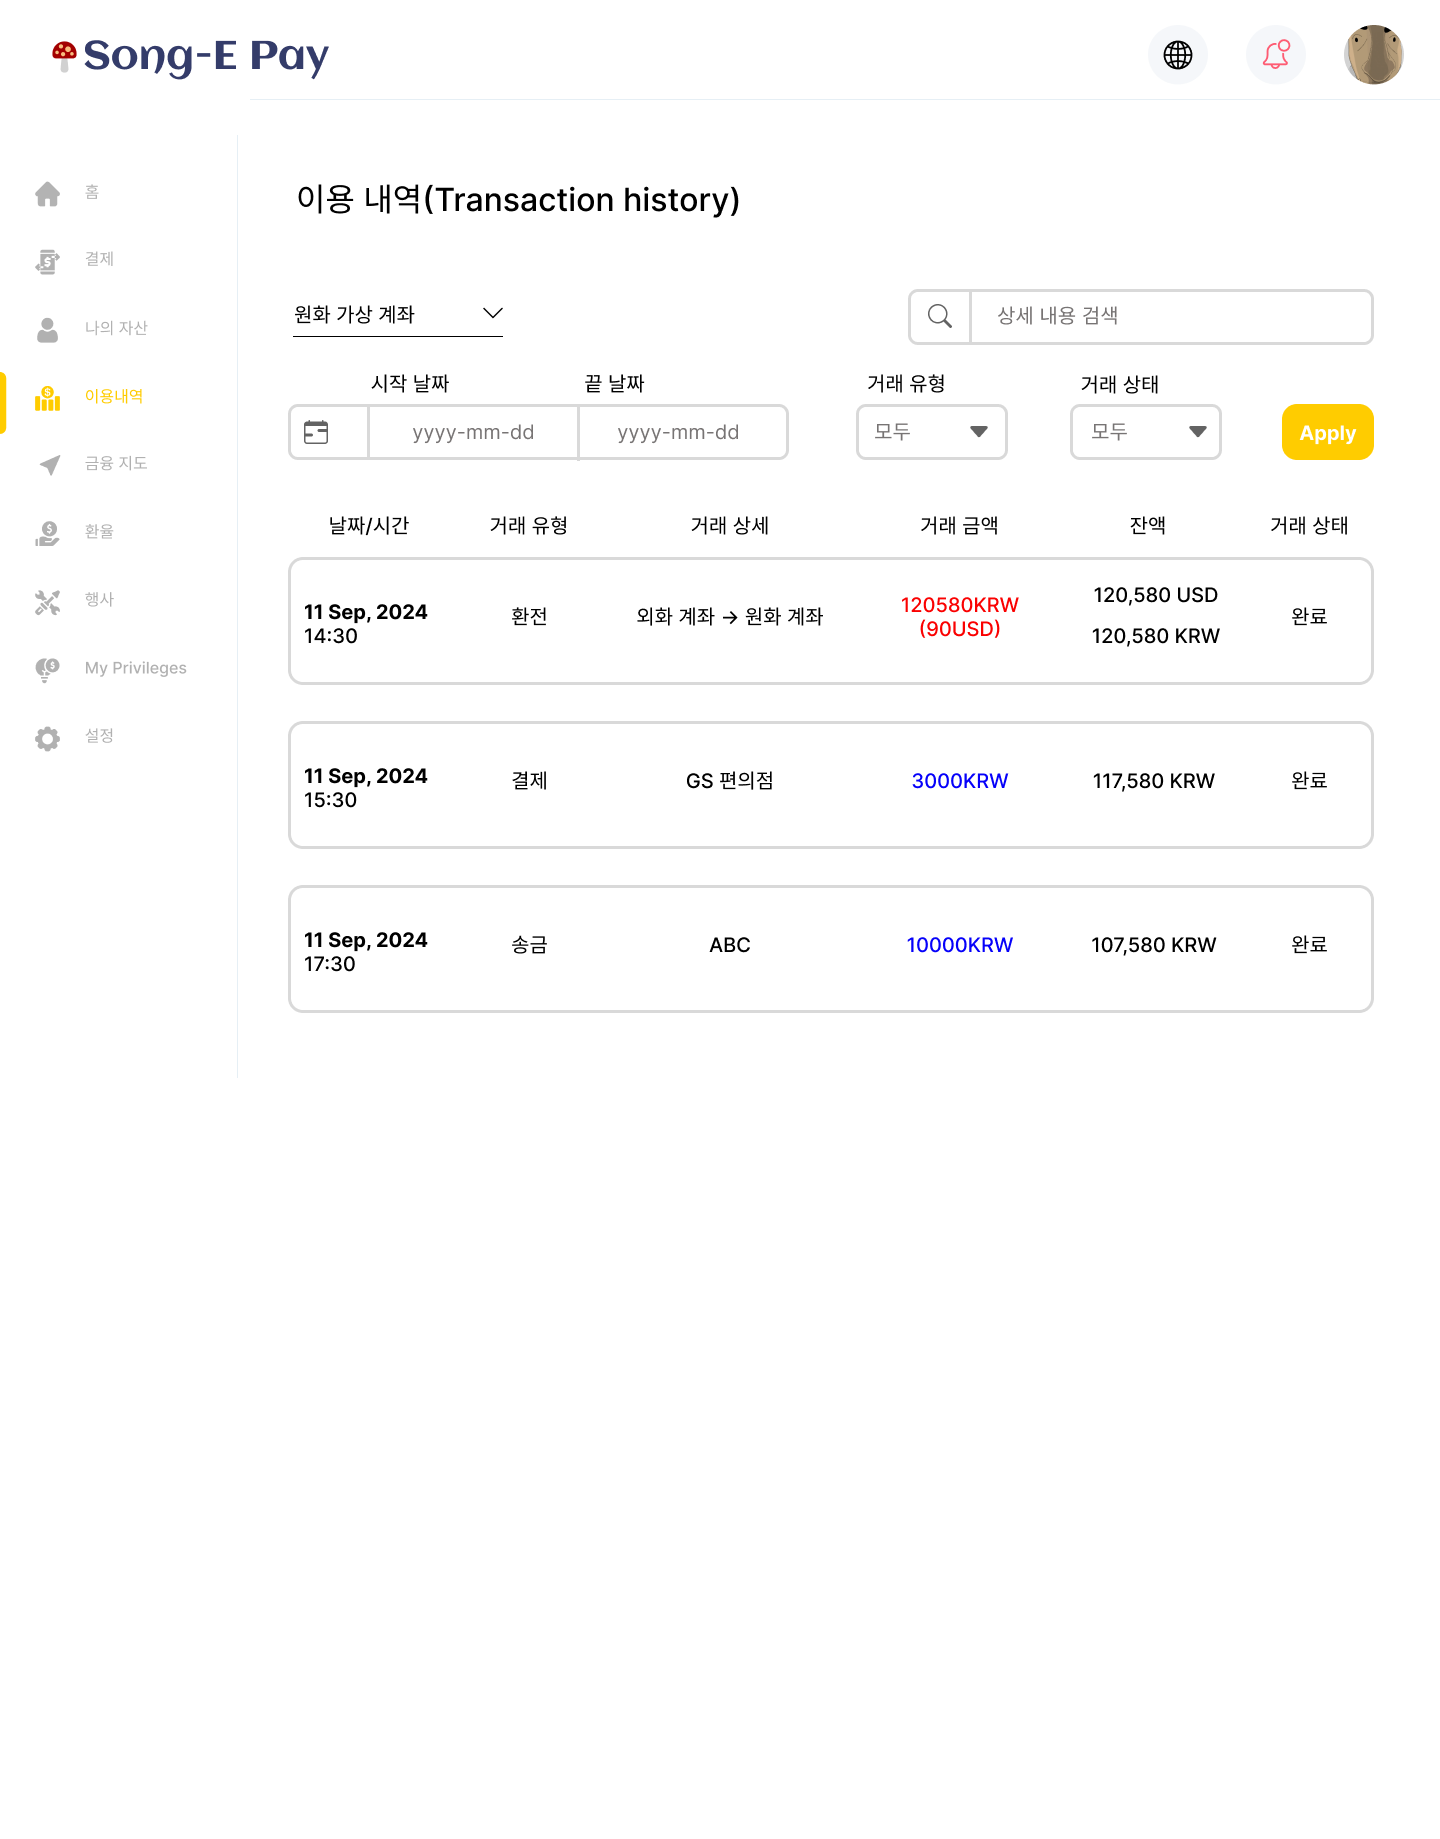 Song-E Pay
홈
결제
나의 자산
이용내역
금융 지도
환율
행사
My Privileges
설정
이용 내역(Transaction history)
원화 가상 계좌
상세 내용 검색
시작 날짜 끝 날짜 거래 유형 거래 상태
yyyy-mm-dd yyyy-mm-dd 모두 모두 Apply
날짜/시간 거래 유형 거래 상세 거래 금액 잔액 거래 상태
11 Sep, 2024
14:30
환전
외화 계좌 → 원화 계좌
120580KRW
(90USD)
120,580 USD
120,580 KRW
완료
11 Sep, 2024
15:30
결제
GS 편의점
3000KRW
117,580 KRW
완료
11 Sep, 2024
17:30
송금
ABC
10000KRW
107,580 KRW
완료